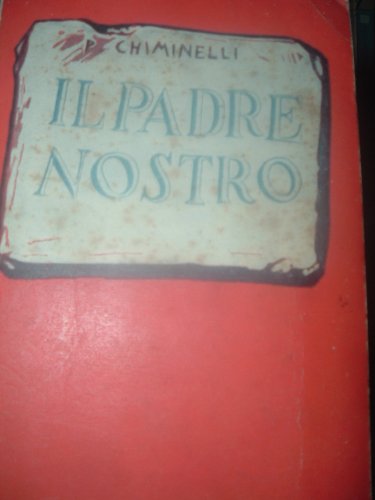 P. CHIMINELLI
IL PADRE
NOSTRO